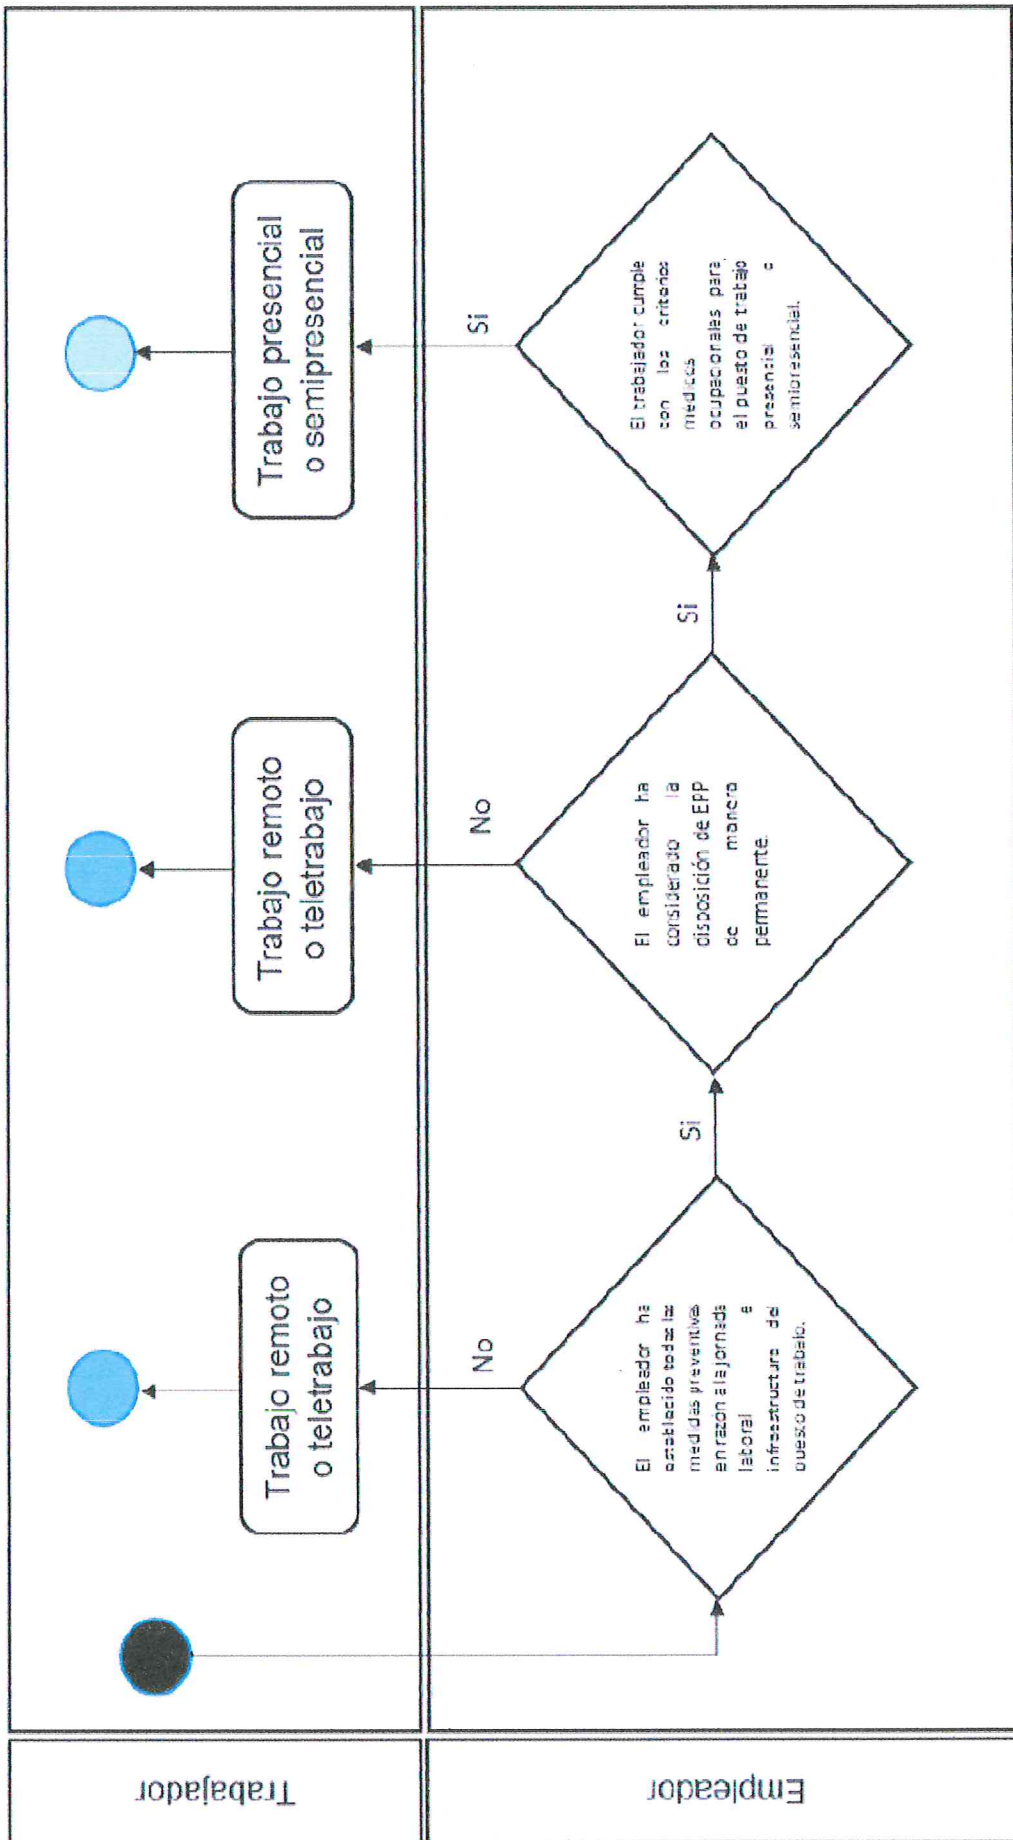 Trabajador
Trabajo remoto
o teletrabajo
Trabajo remoto
o teletrabajo
Trabajo presencial
o semipresencial
Empleador
No
No
Si
El empleador ha
establecido todas las
medidas preventivas
en razón a la jornada
laboral e
infraestructura del
puesto de trabajo.
Si
El empleador ha
considerado la
disposición de EPP
de manera
permanente.
Si
El trabajador cumple
con los criterios
médicos
ocupacionales para
el puesto de trabajo
presencial o
semipresencial.